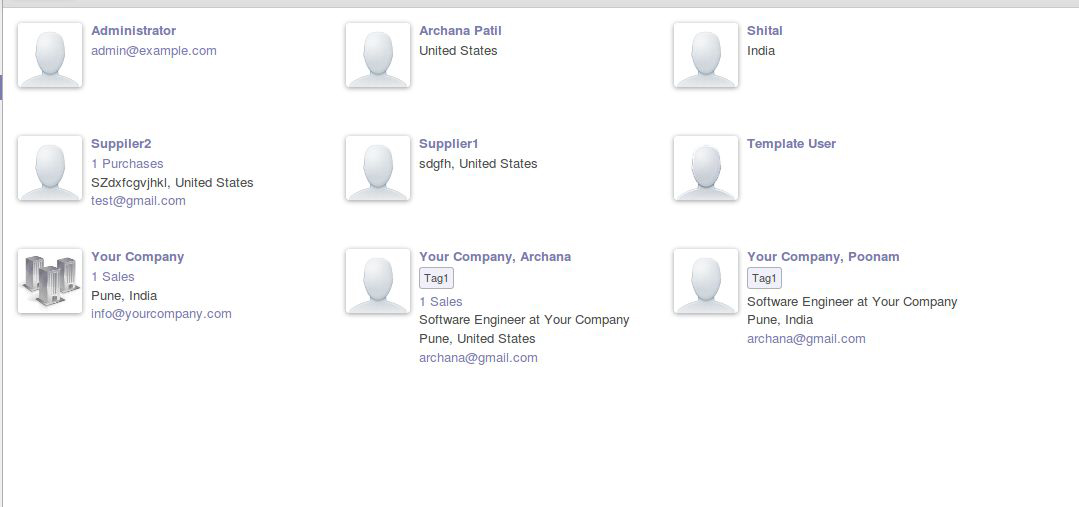 Administrator
admin@example.com
Archana Patil
United States
Shital
India
Suppiler2
1 Purchases
SZdxfcgvjhkl, United States
test@gmail.com
Supplier1
sdgfh, United States
Template User
Your Company
1 Sales
Pune, India
info@yourcompany.com
Your Company, Archana
Tag1
1 Sales
Software Engineer at Your Company
Pune, United States
archana@gmail.com
Your Company, Poonam
Tag1
Software Engineer at Your Company
Pune, India
archana@gmail.com